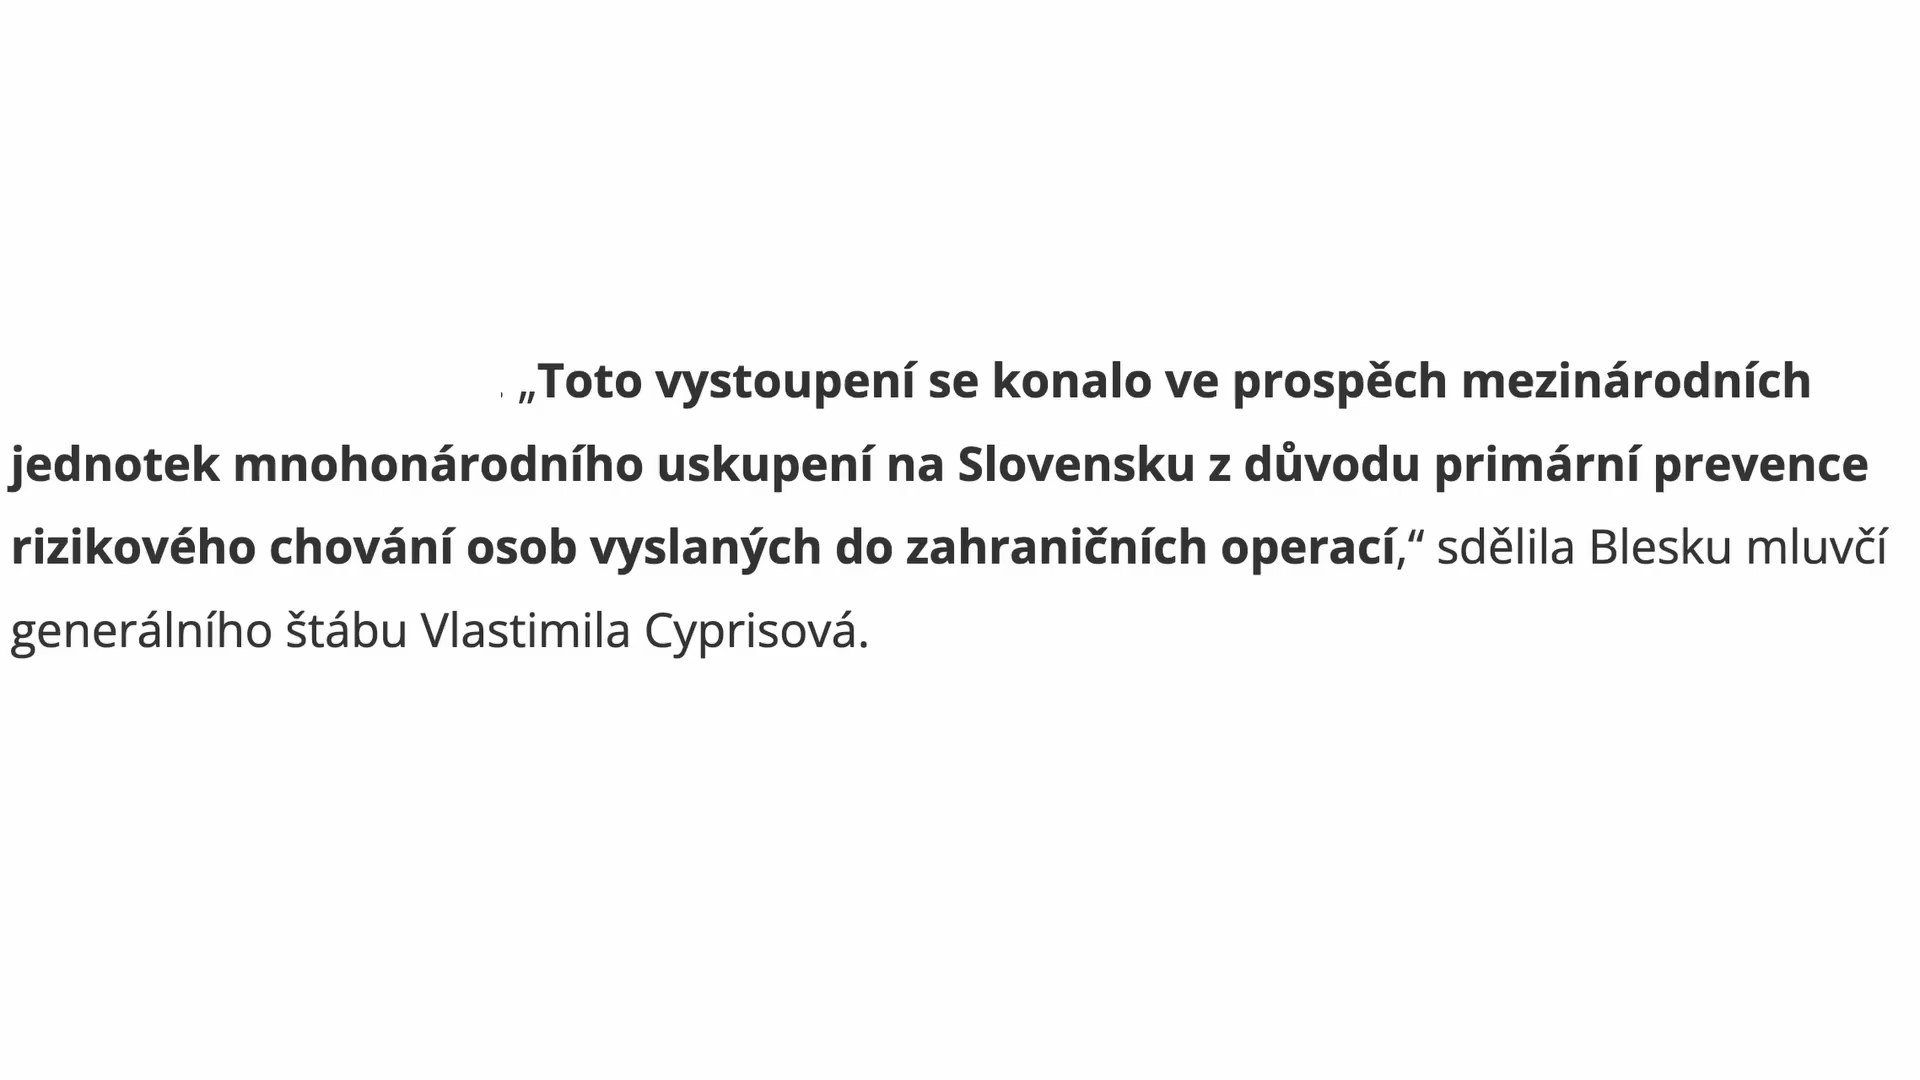 . „Toto vystoupení se konalo ve prospěch mezinárodních
jednotek mnohonárodního uskupení na Slovensku z důvodu primární prevence
rizikového chování osob vyslaných do zahraničních operací,“ sdělila Blesku mluvčí
generálního štábu Vlastimila Cyprisová.